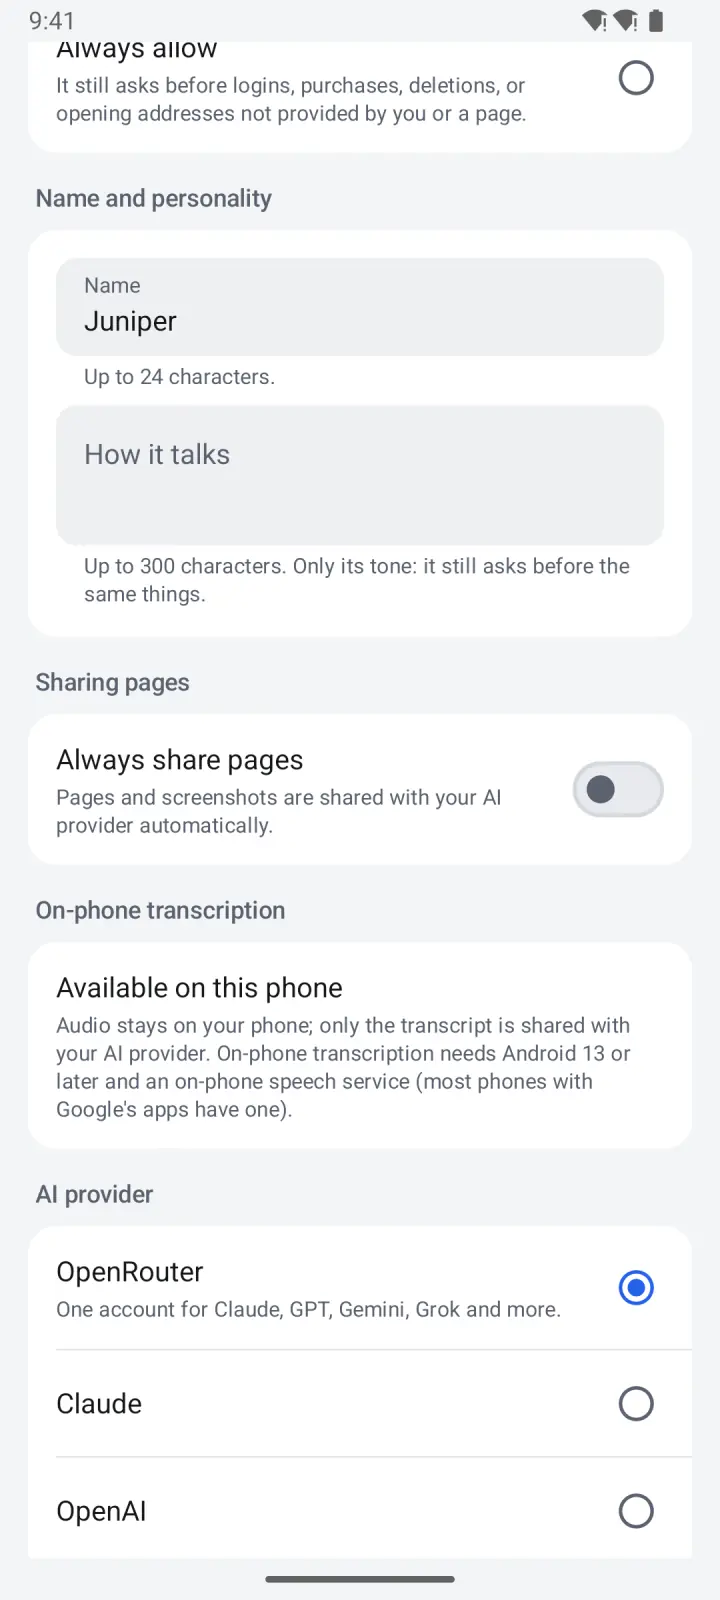 9:41
Always allow
It still asks before logins, purchases, deletions, or
opening addresses not provided by you or a page.
Name and personality
Name
Juniper
Up to 24 characters.
How it talks
Up to 300 characters. Only its tone: it still asks before the
same things.
Sharing pages
Always share pages
Pages and screenshots are shared with your AI
provider automatically.
On-phone transcription
Available on this phone
Audio stays on your phone; only the transcript is shared with
your AI provider. On-phone transcription needs Android 13 or
later and an on-phone speech service (most phones with
Google's apps have one).
AI provider
OpenRouter
One account for Claude, GPT, Gemini, Grok and more.
Claude
OpenAI